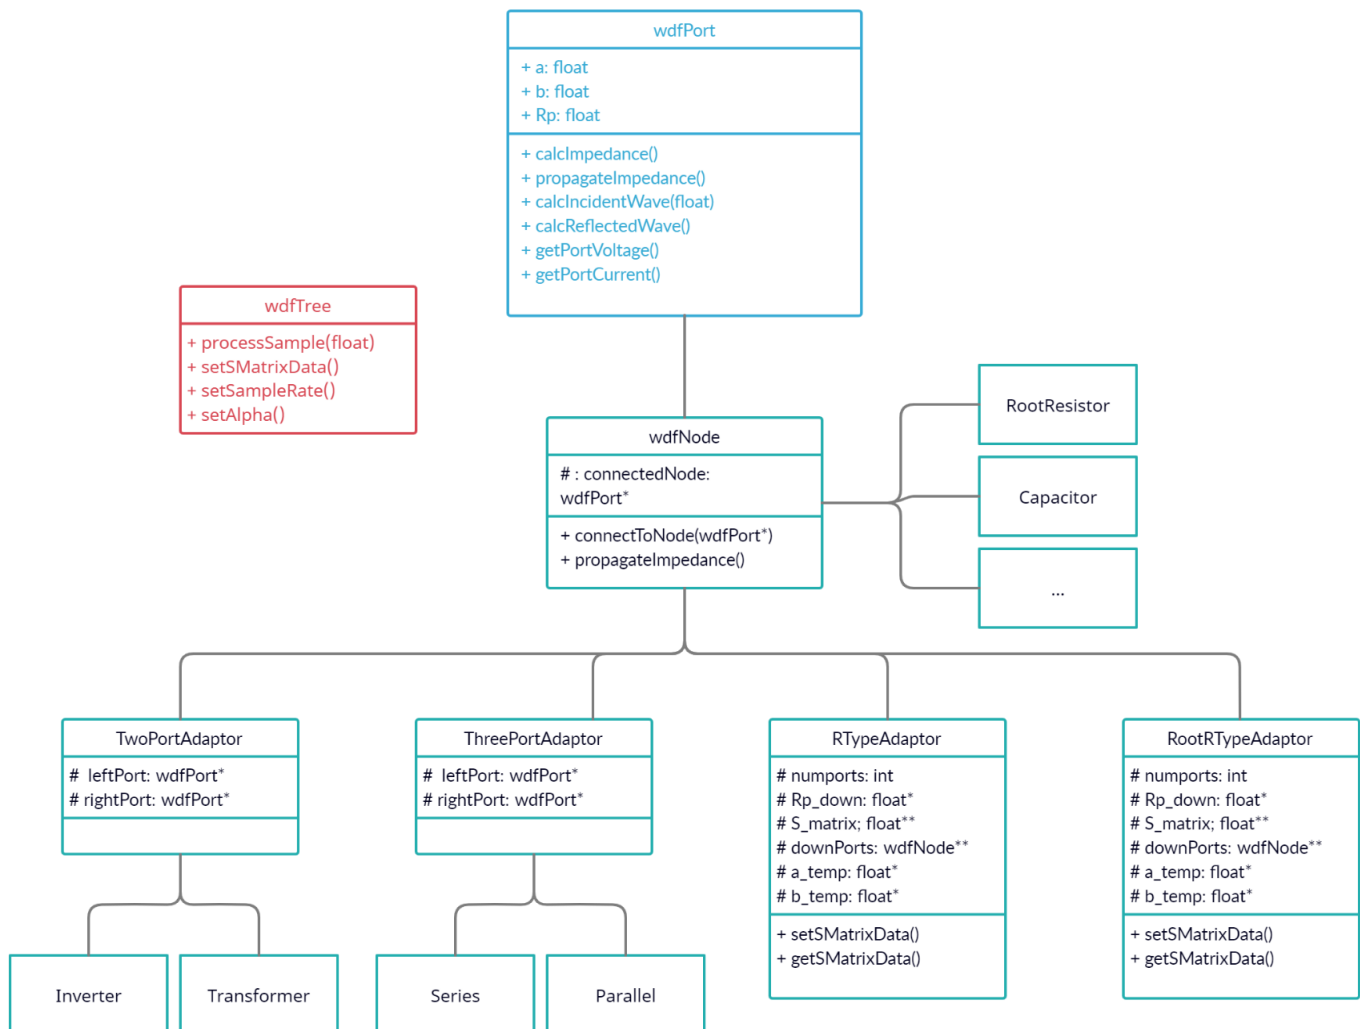 wdfPort
+ a: float
+ b: float
+ Rp: float
+ calcImpedance()
+ propagateImpedance()
+ calcIncidentWave(float)
+ calcReflectedWave()
+ getPortVoltage()
+ getPortCurrent()
wdfTree
+ processSample(float)
+ setSMatrixData()
+ setSampleRate()
+ setAlpha()
wdfNode
# : connectedNode:
wdfPort*
+ connectToNode(wdfPort*)
+ propagateImpedance()
RootResistor
Capacitor
...
TwoPortAdaptor
# leftPort: wdfPort*
# rightPort: wdfPort*
ThreePortAdaptor
# leftPort: wdfPort*
# rightPort: wdfPort*
RTypeAdaptor
# numports: int
# Rp_down: float*
# S_matrix; float**
# downPorts: wdfNode**
# a_temp: float*
# b_temp: float*
+ setSMatrixData()
+ getSMatrixData()
RootRTypeAdaptor
# numports: int
# Rp_down: float*
# S_matrix; float**
# downPorts: wdfNode**
# a_temp: float*
# b_temp: float*
+ setSMatrixData()
+ getSMatrixData()
Inverter
Transformer
Series
Parallel